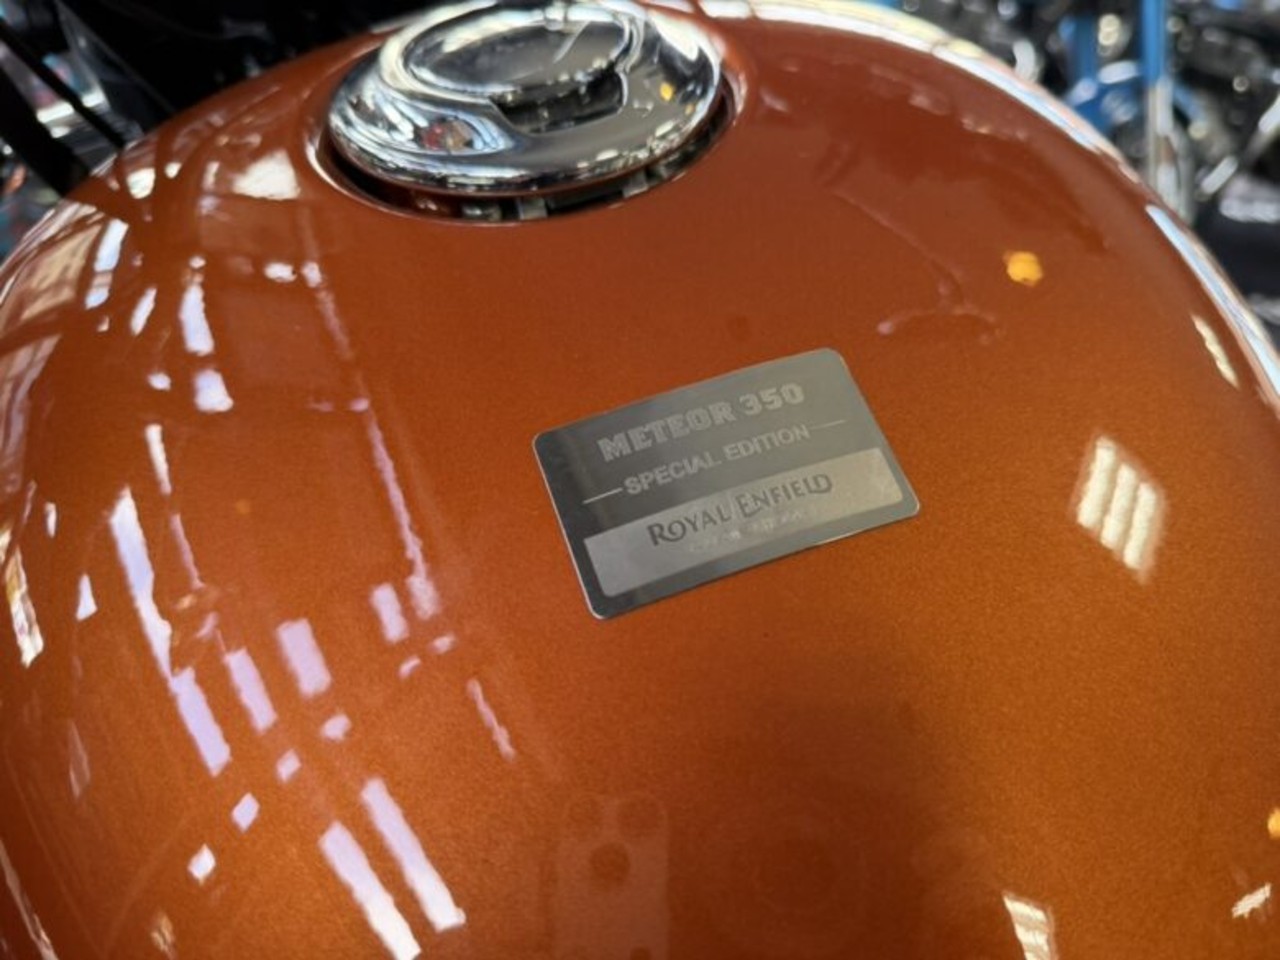 METEOR 350
SPECIAL EDITION
ROYAL ENFIELD